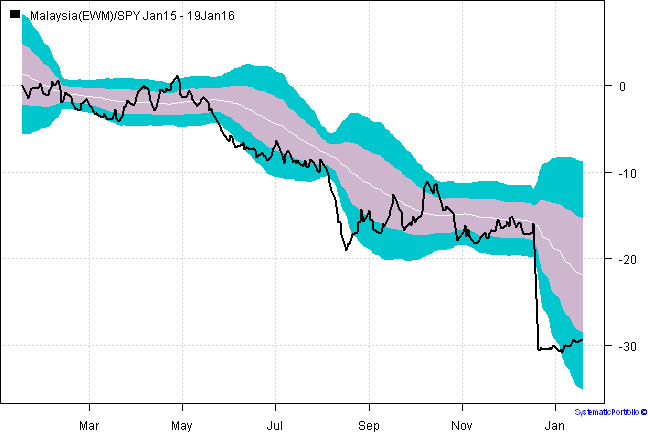 Malaysia(EWM)/SPY Jan15 - 19Jan16
0
-10
-20
-30
Mar May Jul Sep Nov Jan
SystematicPortfolio ©